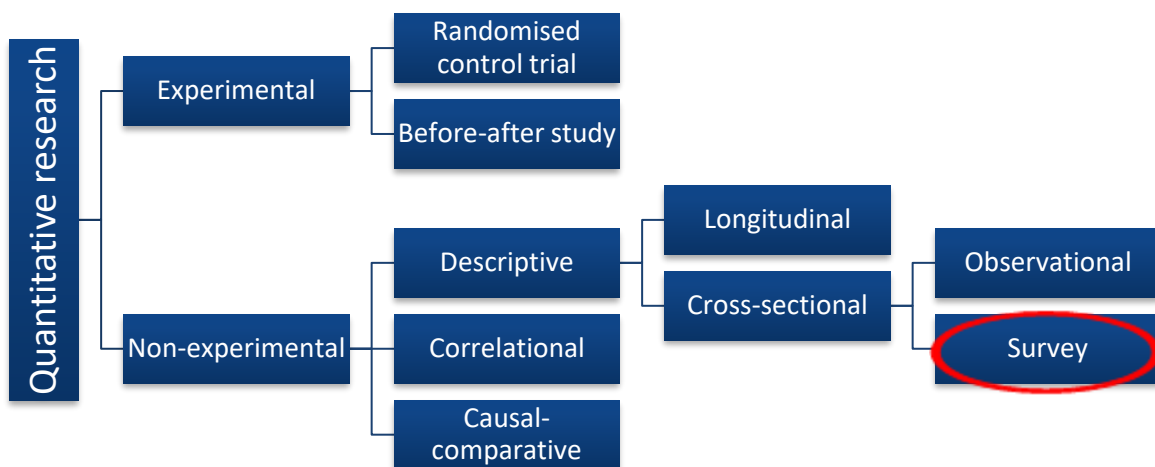 Quantitative research
Experimental
Randomised
control trial
Before-after study
Non-experimental
Descriptive
Longitudinal
Cross-sectional
Observational
Survey
Correlational
Causal-
comparative